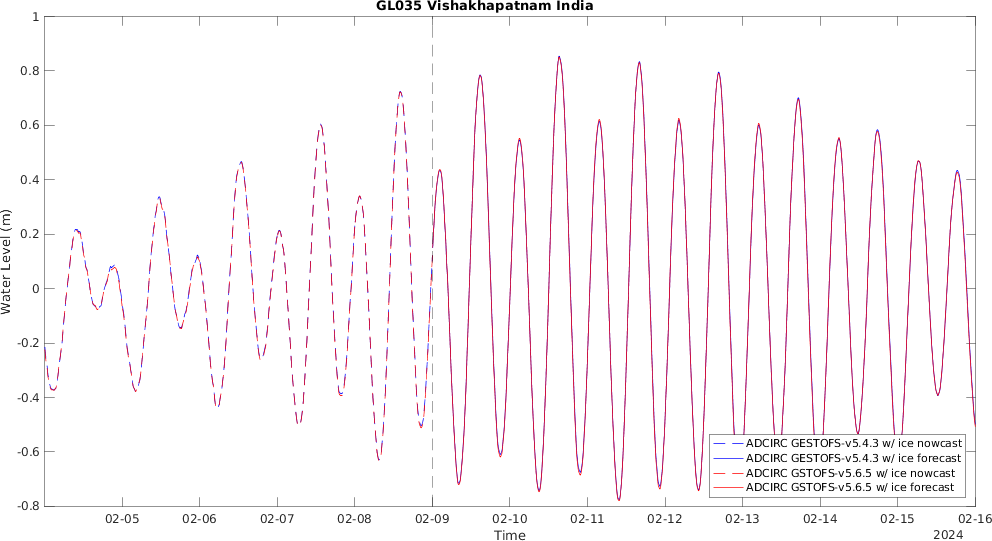 GL035 Vishakhapatnam India
1
0.8
0.6
0.4
0.2
0
-0.2
-0.4
-0.6
-0.8
Water Level (m)
ADCIRC GESTOFS-v5.4.3 w/ ice nowcast
ADCIRC GESTOFS-v5.4.3 w/ ice forecast
ADCIRC GSTOFS-v5.6.5 w/ ice nowcast
ADCIRC GSTOFS-v5.6.5 w/ ice forecast
02-05 02-06 02-07 02-08 02-09 02-10 02-11 02-12 02-13 02-14 02-15 02-16
Time
2024